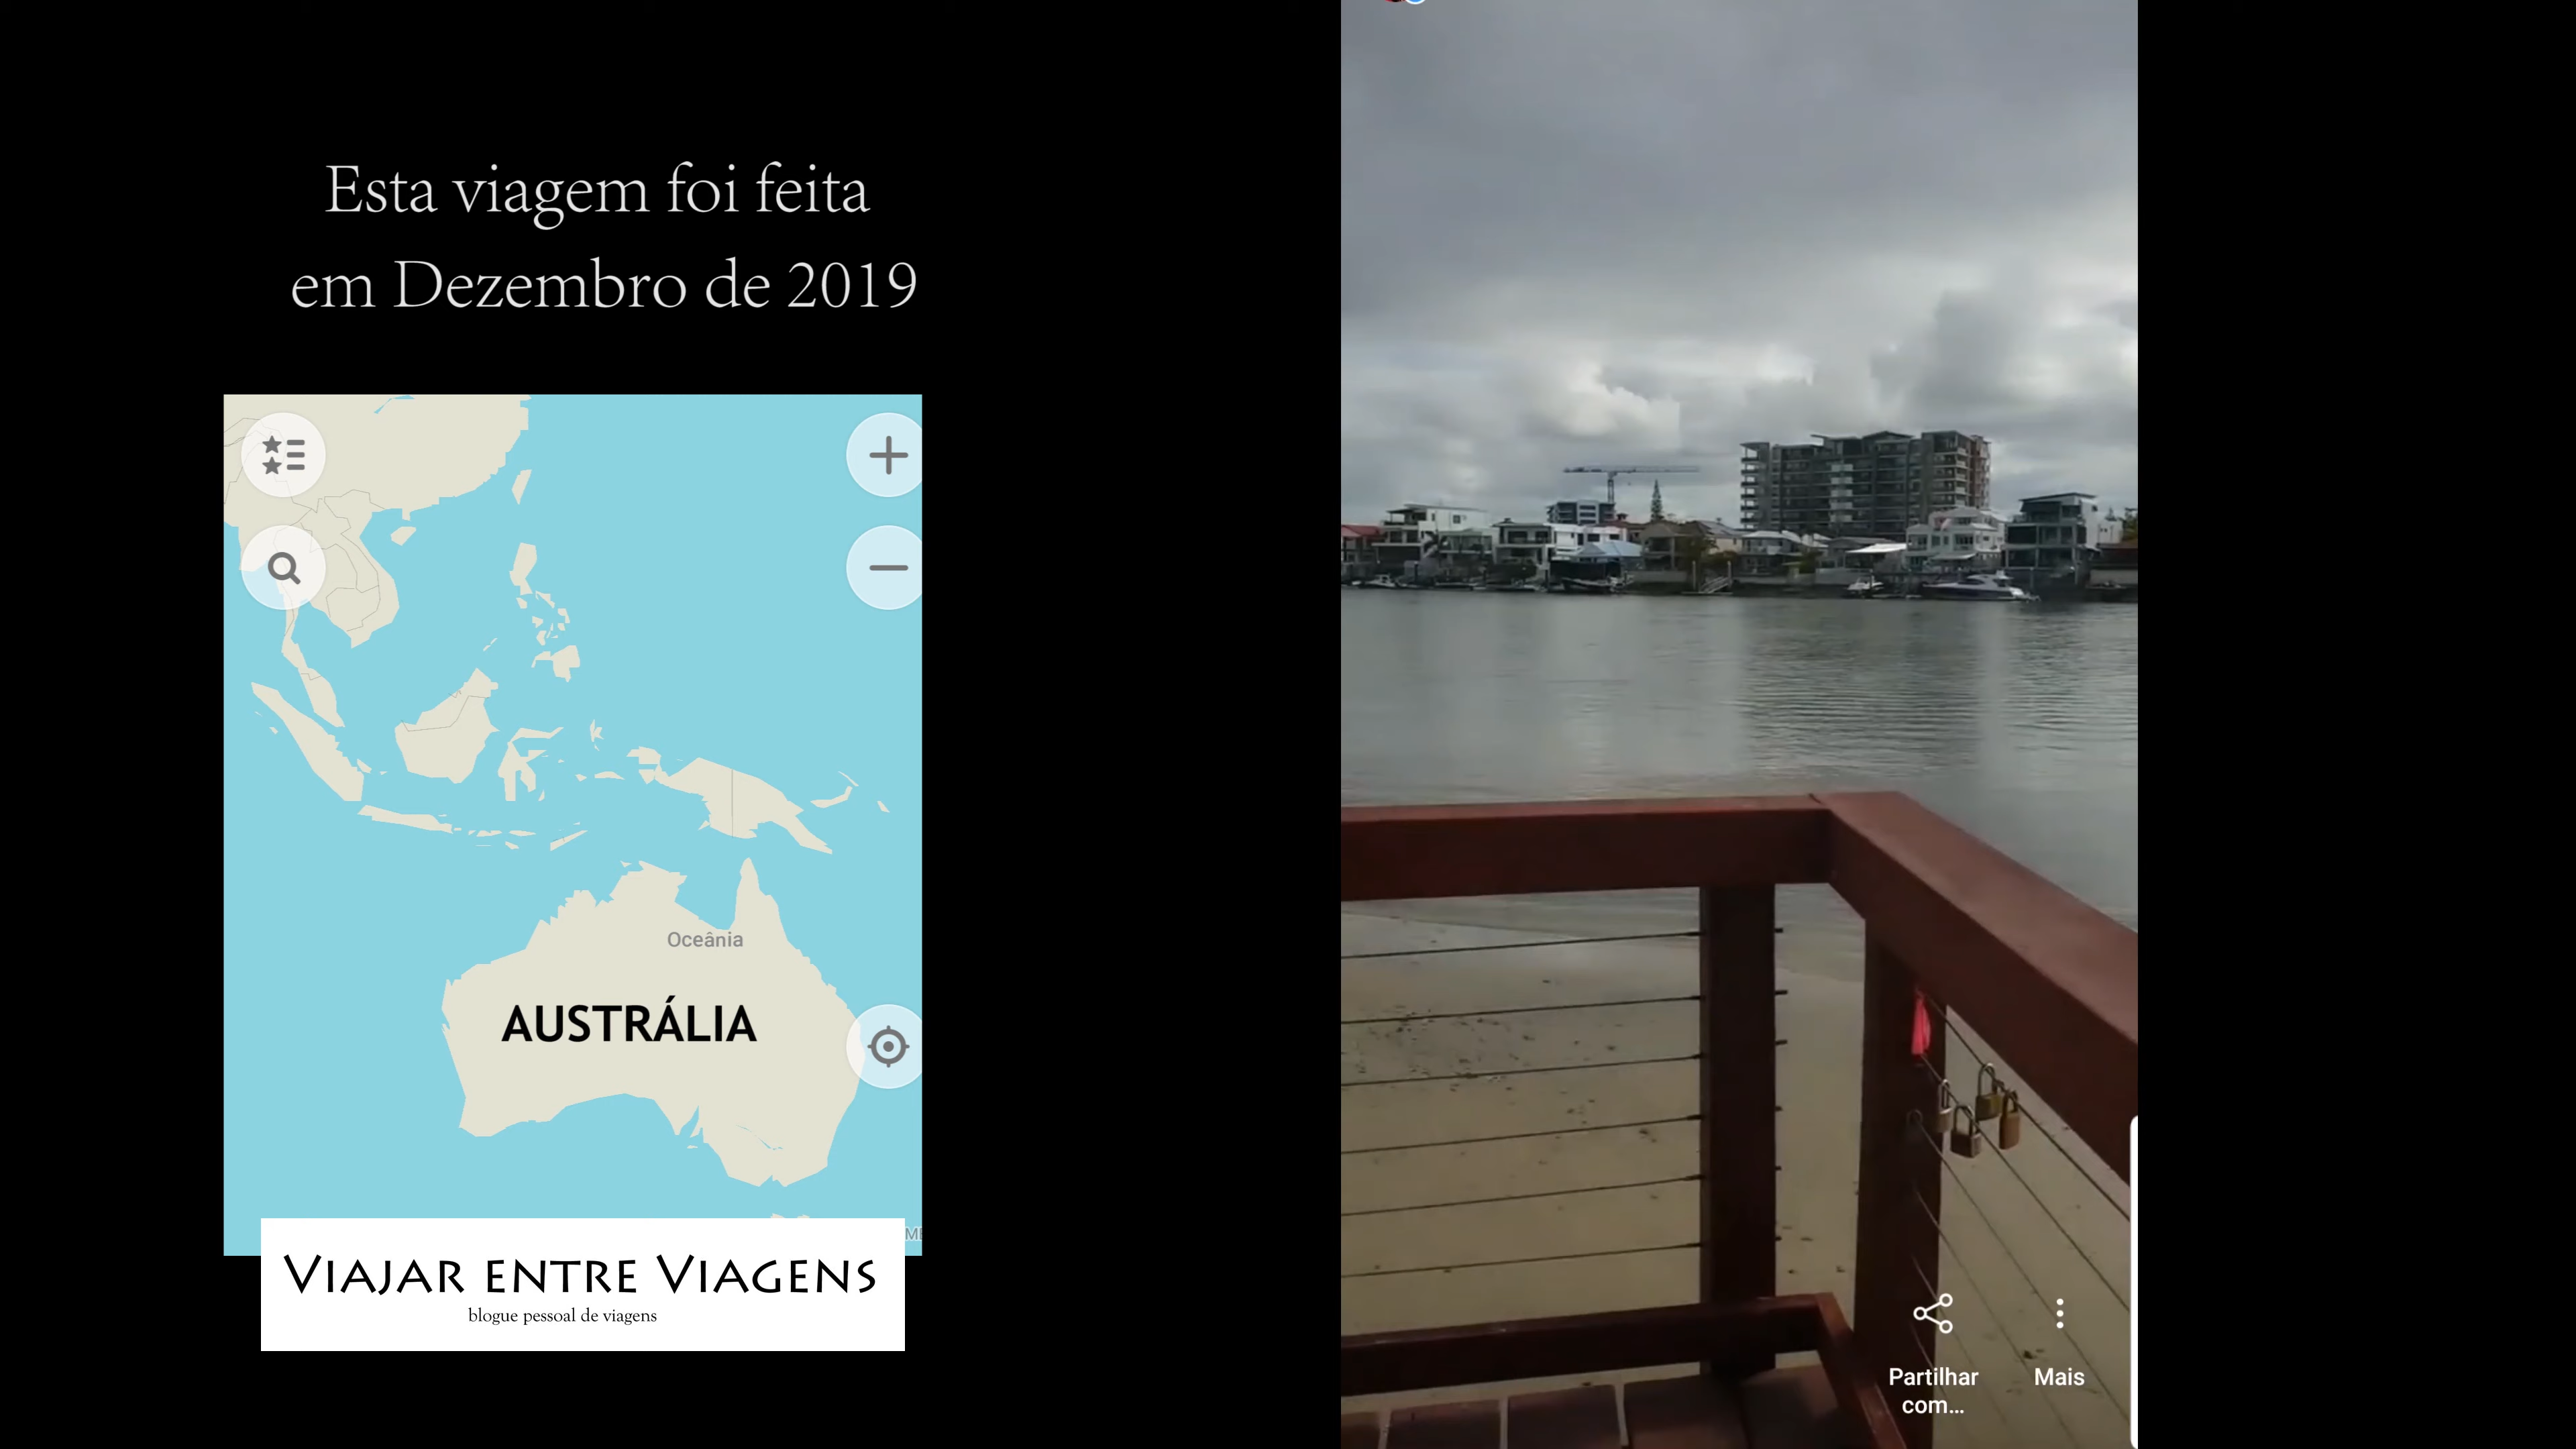 Esta viagem foi feita
em Dezembro de 2019
Oceânia
AUSTRÁLIA
VIAJAR ENTRE VIAGENS
blogue pessoal de viagens
Partilhar
com...
Mais